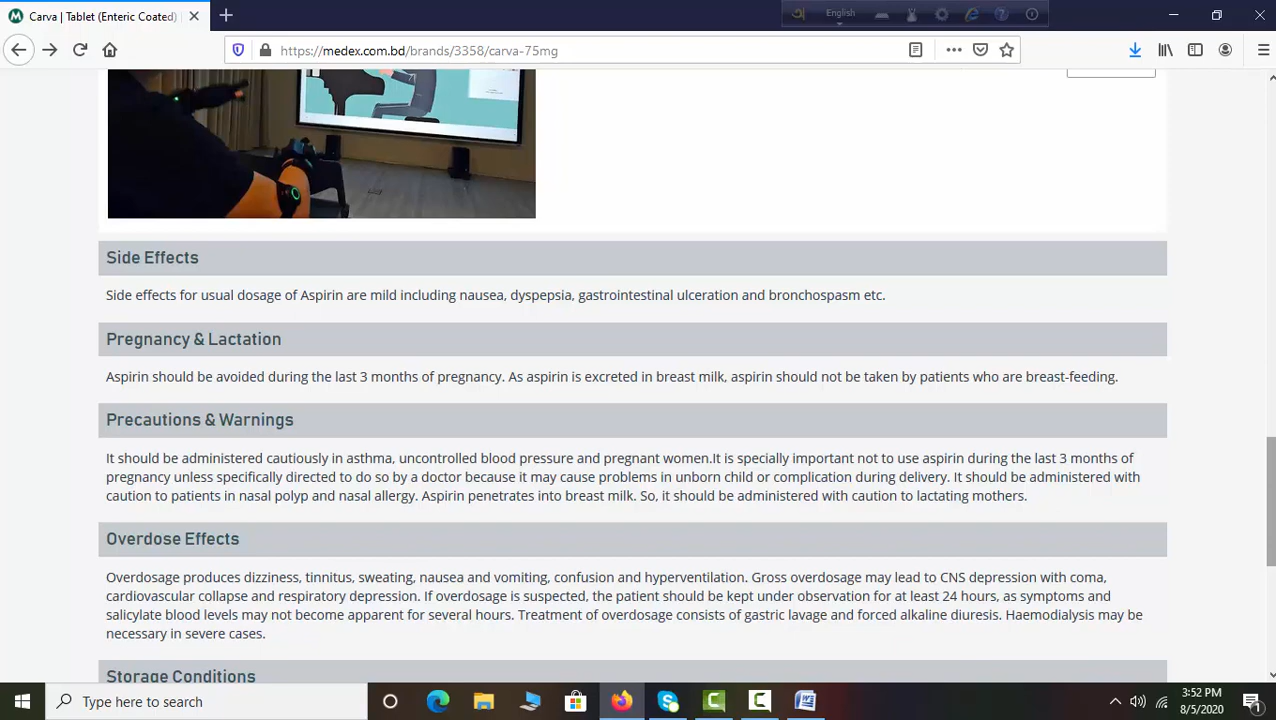 Carva | Tablet (Enteric Coated)
English
https://medex.com.bd/brands/3358/carva-75mg
Side Effects
Side effects for usual dosage of Aspirin are mild including nausea, dyspepsia, gastrointestinal ulceration and bronchospasm etc.
Pregnancy & Lactation
Aspirin should be avoided during the last 3 months of pregnancy. As aspirin is excreted in breast milk, aspirin should not be taken by patients who are breast-feeding.
Precautions & Warnings
It should be administered cautiously in asthma, uncontrolled blood pressure and pregnant women.It is specially important not to use aspirin during the last 3 months of
pregnancy unless specifically directed to do so by a doctor because it may cause problems in unborn child or complication during delivery. It should be administered with
caution to patients in nasal polyp and nasal allergy. Aspirin penetrates into breast milk. So, it should be administered with caution to lactating mothers.
Overdose Effects
Overdosage produces dizziness, tinnitus, sweating, nausea and vomiting, confusion and hyperventilation. Gross overdosage may lead to CNS depression with coma,
cardiovascular collapse and respiratory depression. If overdosage is suspected, the patient should be kept under observation for at least 24 hours, as symptoms and
salicylate blood levels may not become apparent for several hours. Treatment of overdosage consists of gastric lavage and forced alkaline diuresis. Haemodialysis may be
necessary in severe cases.
Storage Conditions
Type here to search
3:52 PM
8/5/2020
1